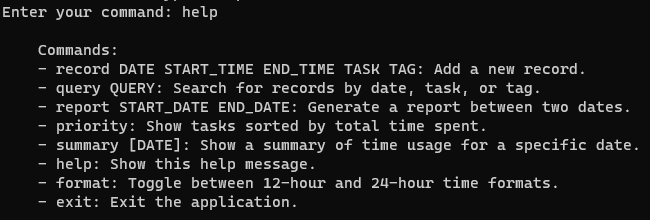 Enter your command: help
Commands:
- record DATE START_TIME END_TIME TASK TAG: Add a new record.
- query QUERY: Search for records by date, task, or tag.
- report START_DATE END_DATE: Generate a report between two dates.
- priority: Show tasks sorted by total time spent.
- summary [DATE]: Show a summary of time usage for a specific date.
- help: Show this help message.
- format: Toggle between 12-hour and 24-hour time formats.
- exit: Exit the application.